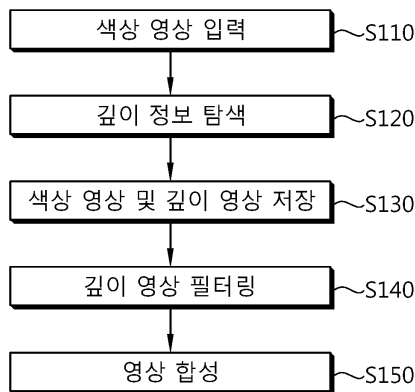 색상 영상 입력 S110
깊이 정보 탐색 S120
색상 영상 및 깊이 영상 저장 S130
깊이 영상 필터링 S140
영상 합성 S150